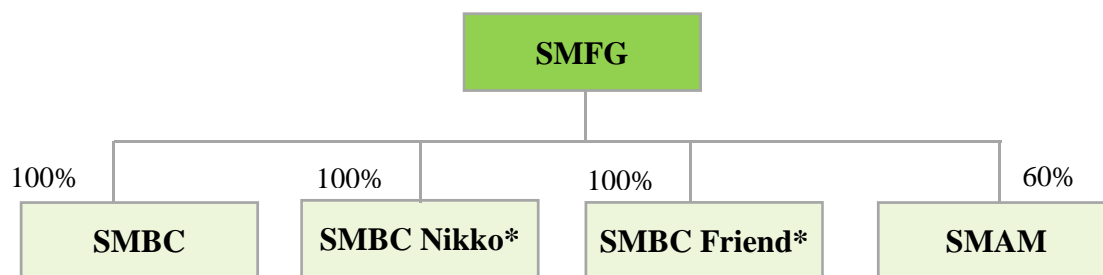 SMFG
100%
100%
100%
60%
SMBC
SMBC Nikko*
SMBC Friend*
SMAM